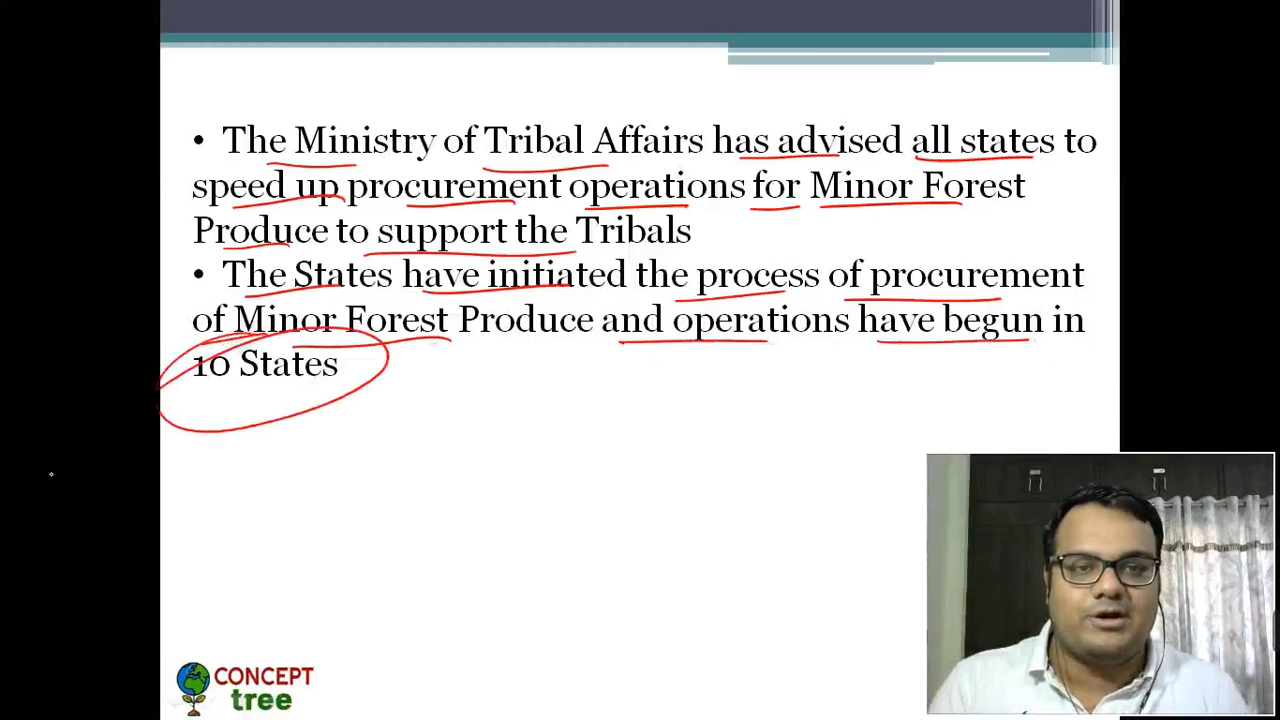 • The Ministry of Tribal Affairs has advised all states to
speed up procurement operations for Minor Forest
Produce to support the Tribals
• The States have initiated the process of procurement
of Minor Forest Produce and operations have begun in
10 States
CONCEPT
tree